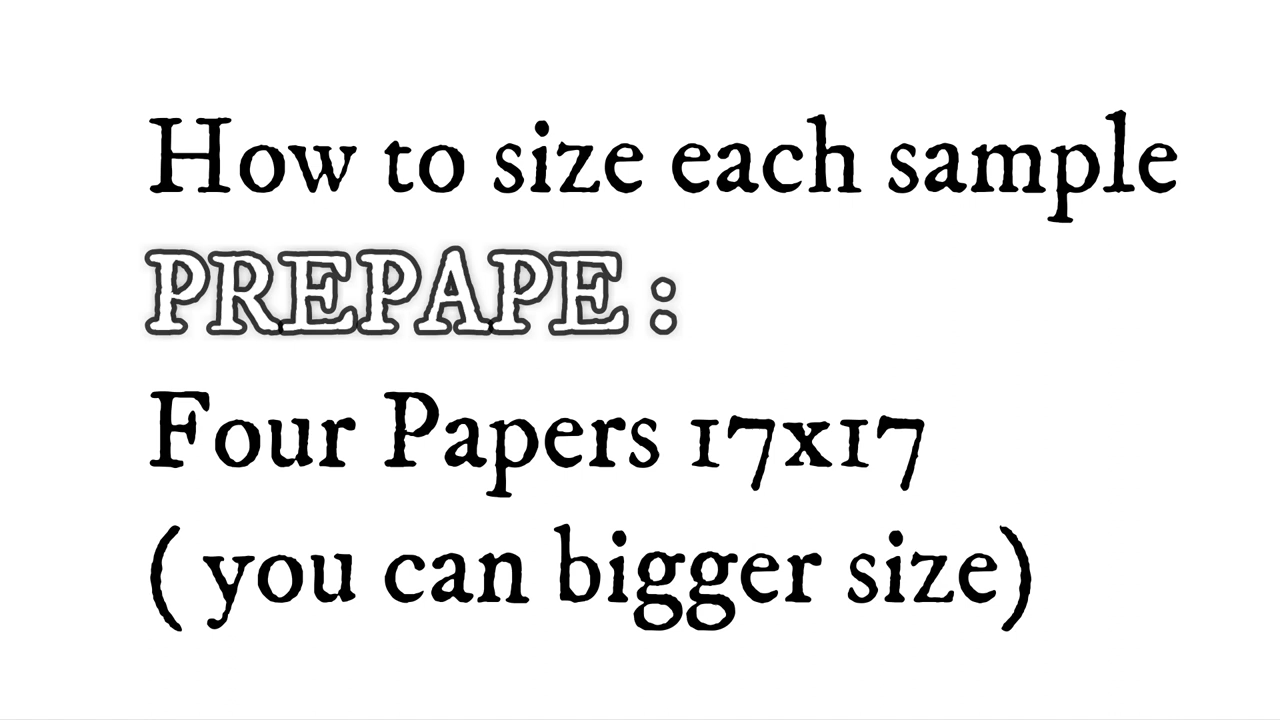 How to size each sample
PREPAPE :
Four Papers 17x17
( you can bigger size)